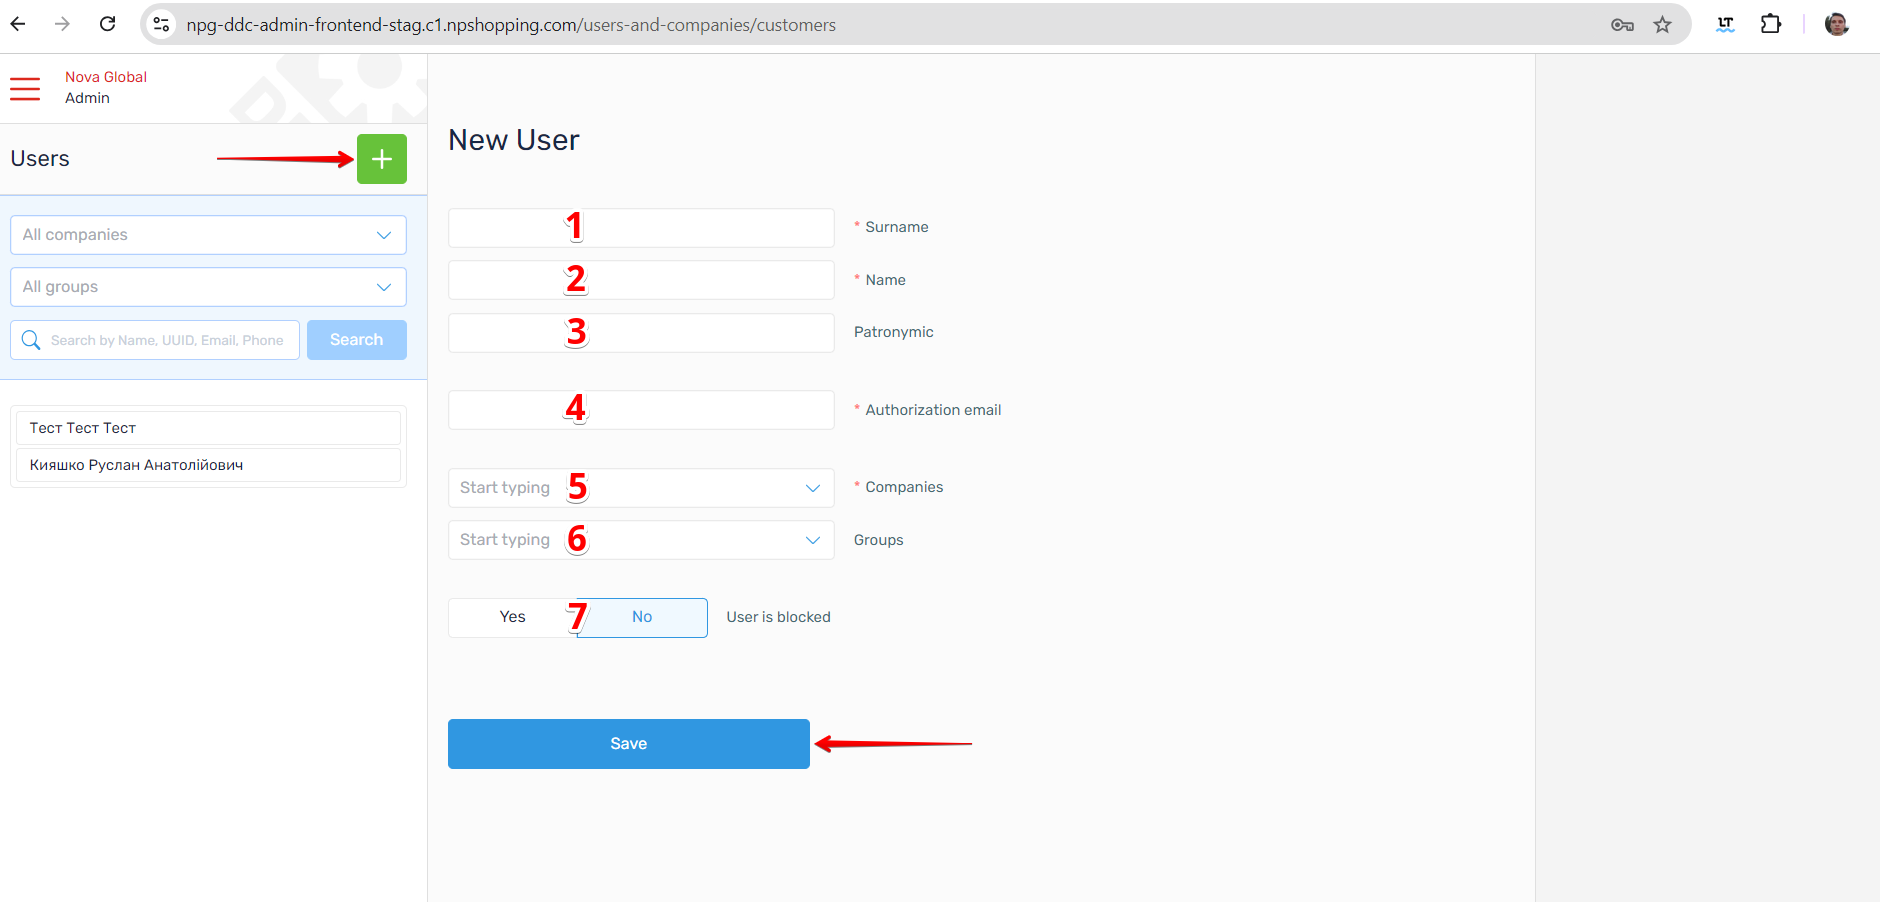 npg-ddc-admin-frontend-stag.c1.npshopping.com/users-and-companies/customers
LT
Nova Global
Admin
Users
All companies
All groups
Search by Name, UUID, Email, Phone
Search
Тест Тест Тест
Кияшко Руслан Анатолійович
New User
1 * Surname
2 * Name
3 Patronymic
4 * Authorization email
Start typing 5 * Companies
Start typing 6 Groups
Yes 7 No User is blocked
Save